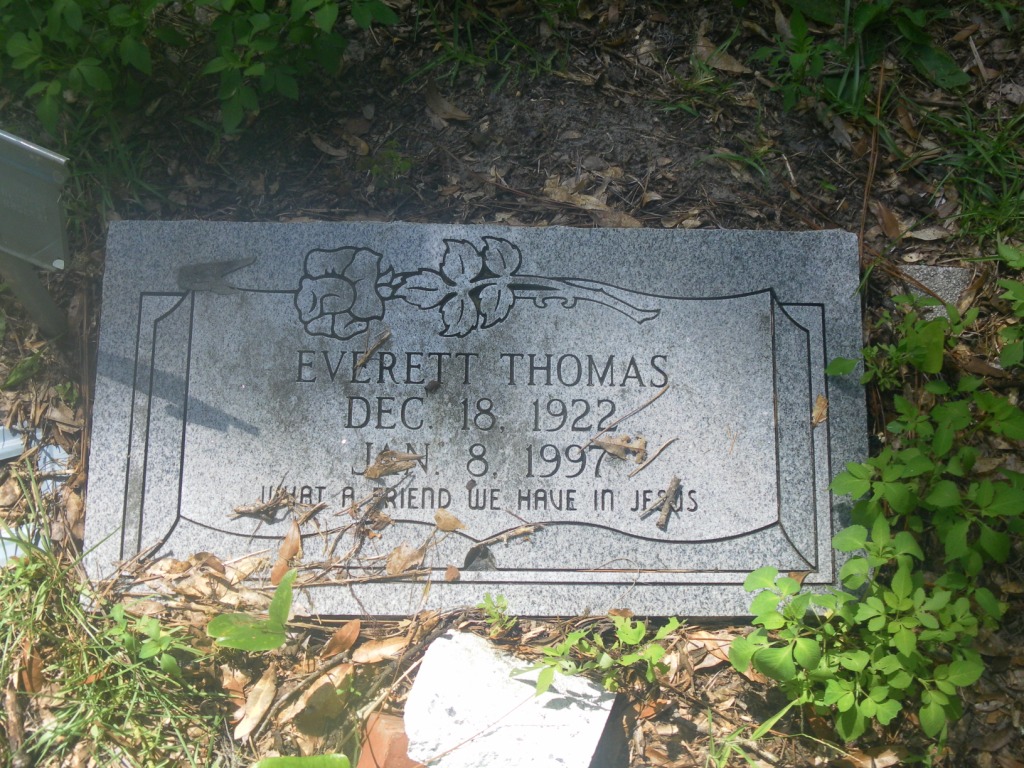 EVERETT THOMAS
DEC. 18, 1922
JAN. 8, 1997
WHAT A FRIEND WE HAVE IN JESUS